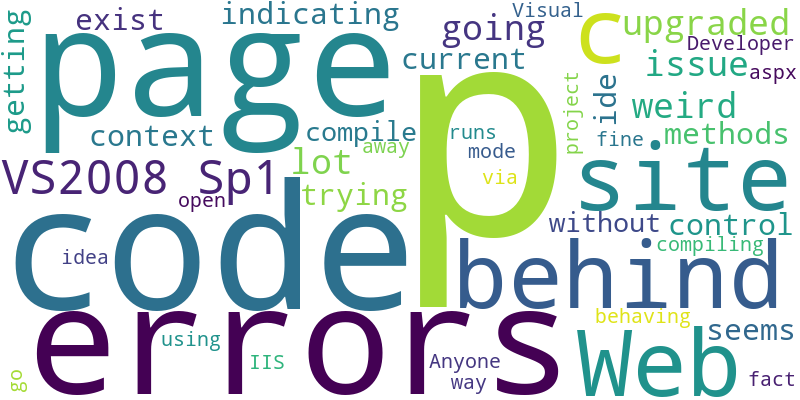 getting
exist
indicating
Visual
going
c
upgraded
Developer
page
current
issue
aspx
context
compile
runs
p
project
ide
weird
fine
methods
away
mode
VS2008 Sp1
lot
via
site
open
trying
code
without
control
idea
behind
compiling
errors
behaving
using
IIS
Anyone
Web
seems
go
way
fact